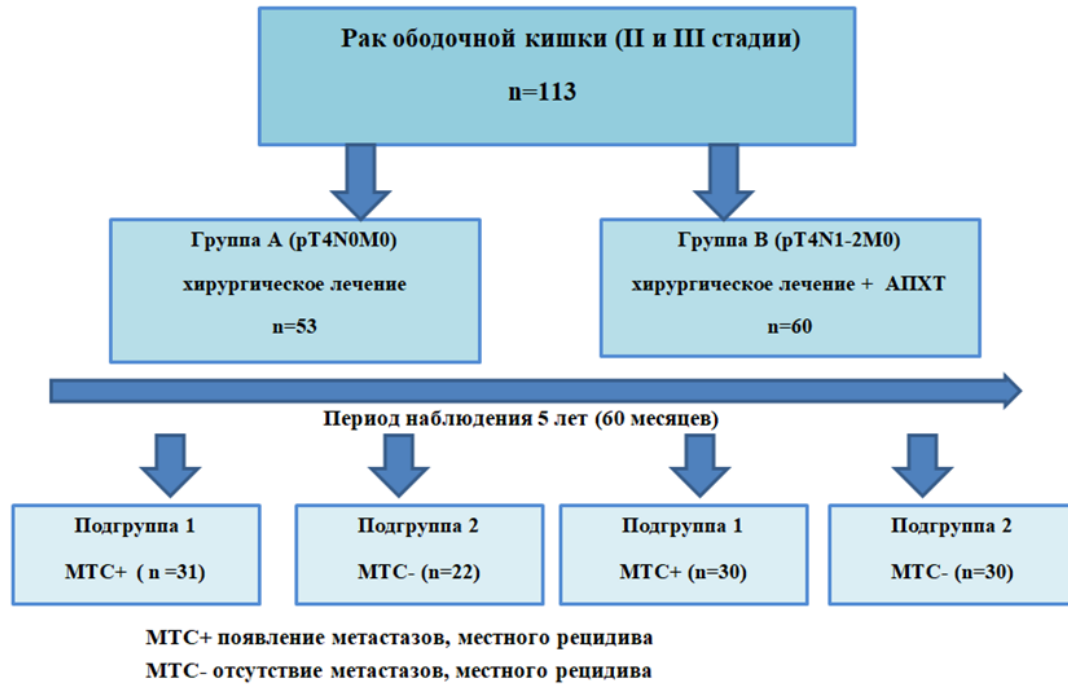 Рак ободочной кишки (II и III стадии)
n=113
Группа А (pT4N0M0)
хирургическое лечение
n=53
Группа В (pT4N1-2M0)
хирургическое лечение + АПХТ
n=60
Период наблюдения 5 лет (60 месяцев)
Подгруппа 1
МТС+ ( n =31)
Подгруппа 2
МТС- (n=22)
Подгруппа 1
МТС+ (n=30)
Подгруппа 2
МТС- (n=30)
МТС+ появление метастазов, местного рецидива
МТС- отсутствие метастазов, местного рецидива